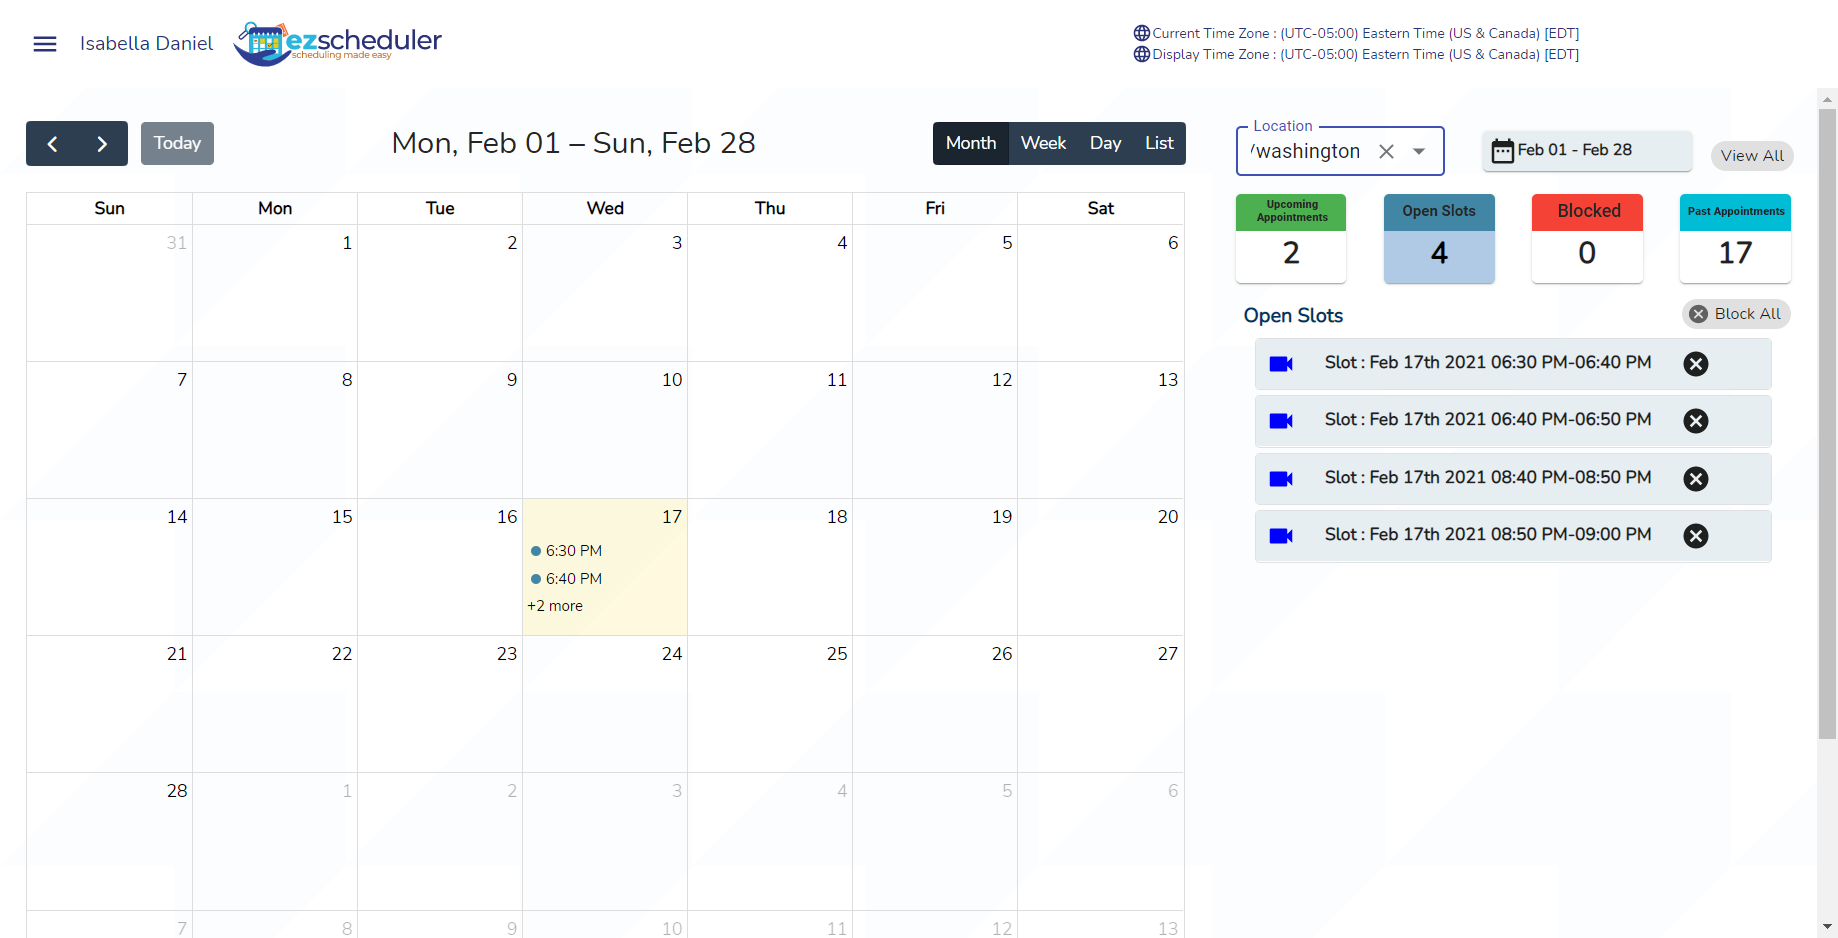 Isabella Daniel
ezscheduler
scheduling made easy
Current Time Zone : (UTC-05:00) Eastern Time (US & Canada) [EDT]
Display Time Zone : (UTC-05:00) Eastern Time (US & Canada) [EDT]
Today
Mon, Feb 01 – Sun, Feb 28
Month Week Day List
Sun Mon Tue Wed Thu Fri Sat
31 1 2 3 4 5 6
7 8 9 10 11 12 13
14 15 16 17 18 19 20
6:30 PM
6:40 PM
+2 more
21 22 23 24 25 26 27
28 1 2 3 4 5 6
7 8 9 10 11 12 13
Location
/washington
Feb 01 - Feb 28
View All
Upcoming
Appointments
2
Open Slots
4
Blocked
0
Past Appointments
17
Open Slots
Block All
Slot : Feb 17th 2021 06:30 PM-06:40 PM
Slot : Feb 17th 2021 06:40 PM-06:50 PM
Slot : Feb 17th 2021 08:40 PM-08:50 PM
Slot : Feb 17th 2021 08:50 PM-09:00 PM